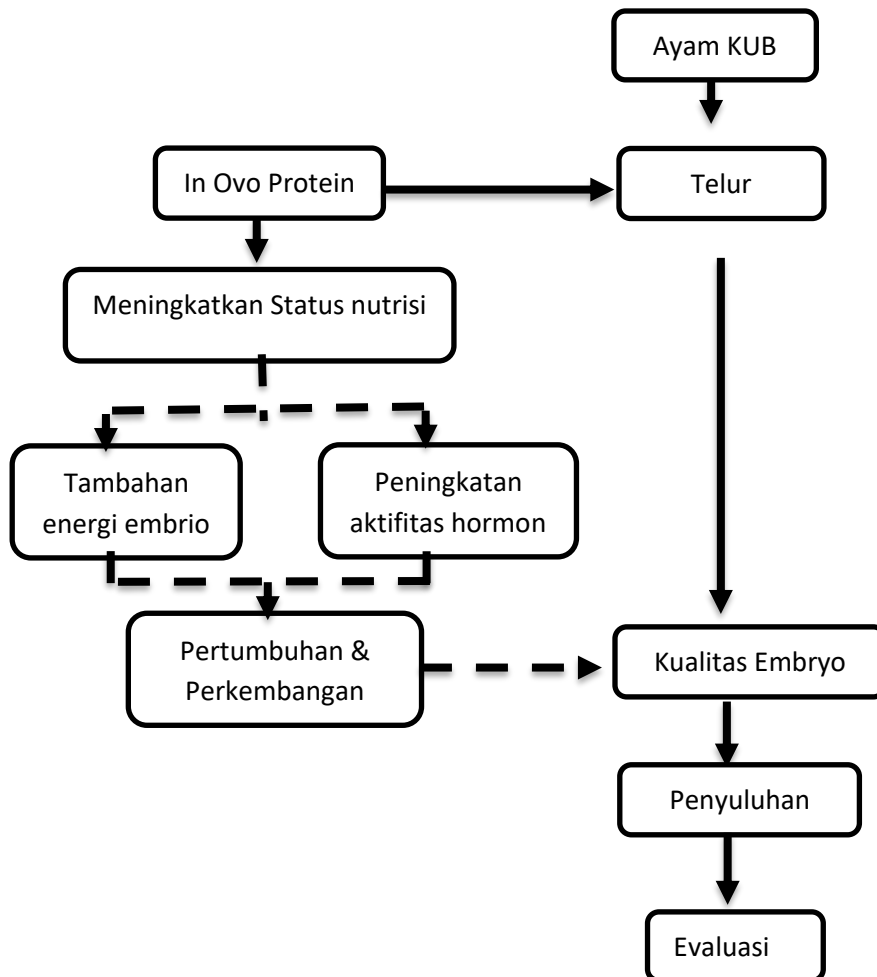 Ayam KUB
In Ovo Protein
Telur
Meningkatkan Status nutrisi
Tambahan
energi embrio
Peningkatan
aktifitas hormon
Pertumbuhan &
Perkembangan
Kualitas Embryo
Penyuluhan
Evaluasi